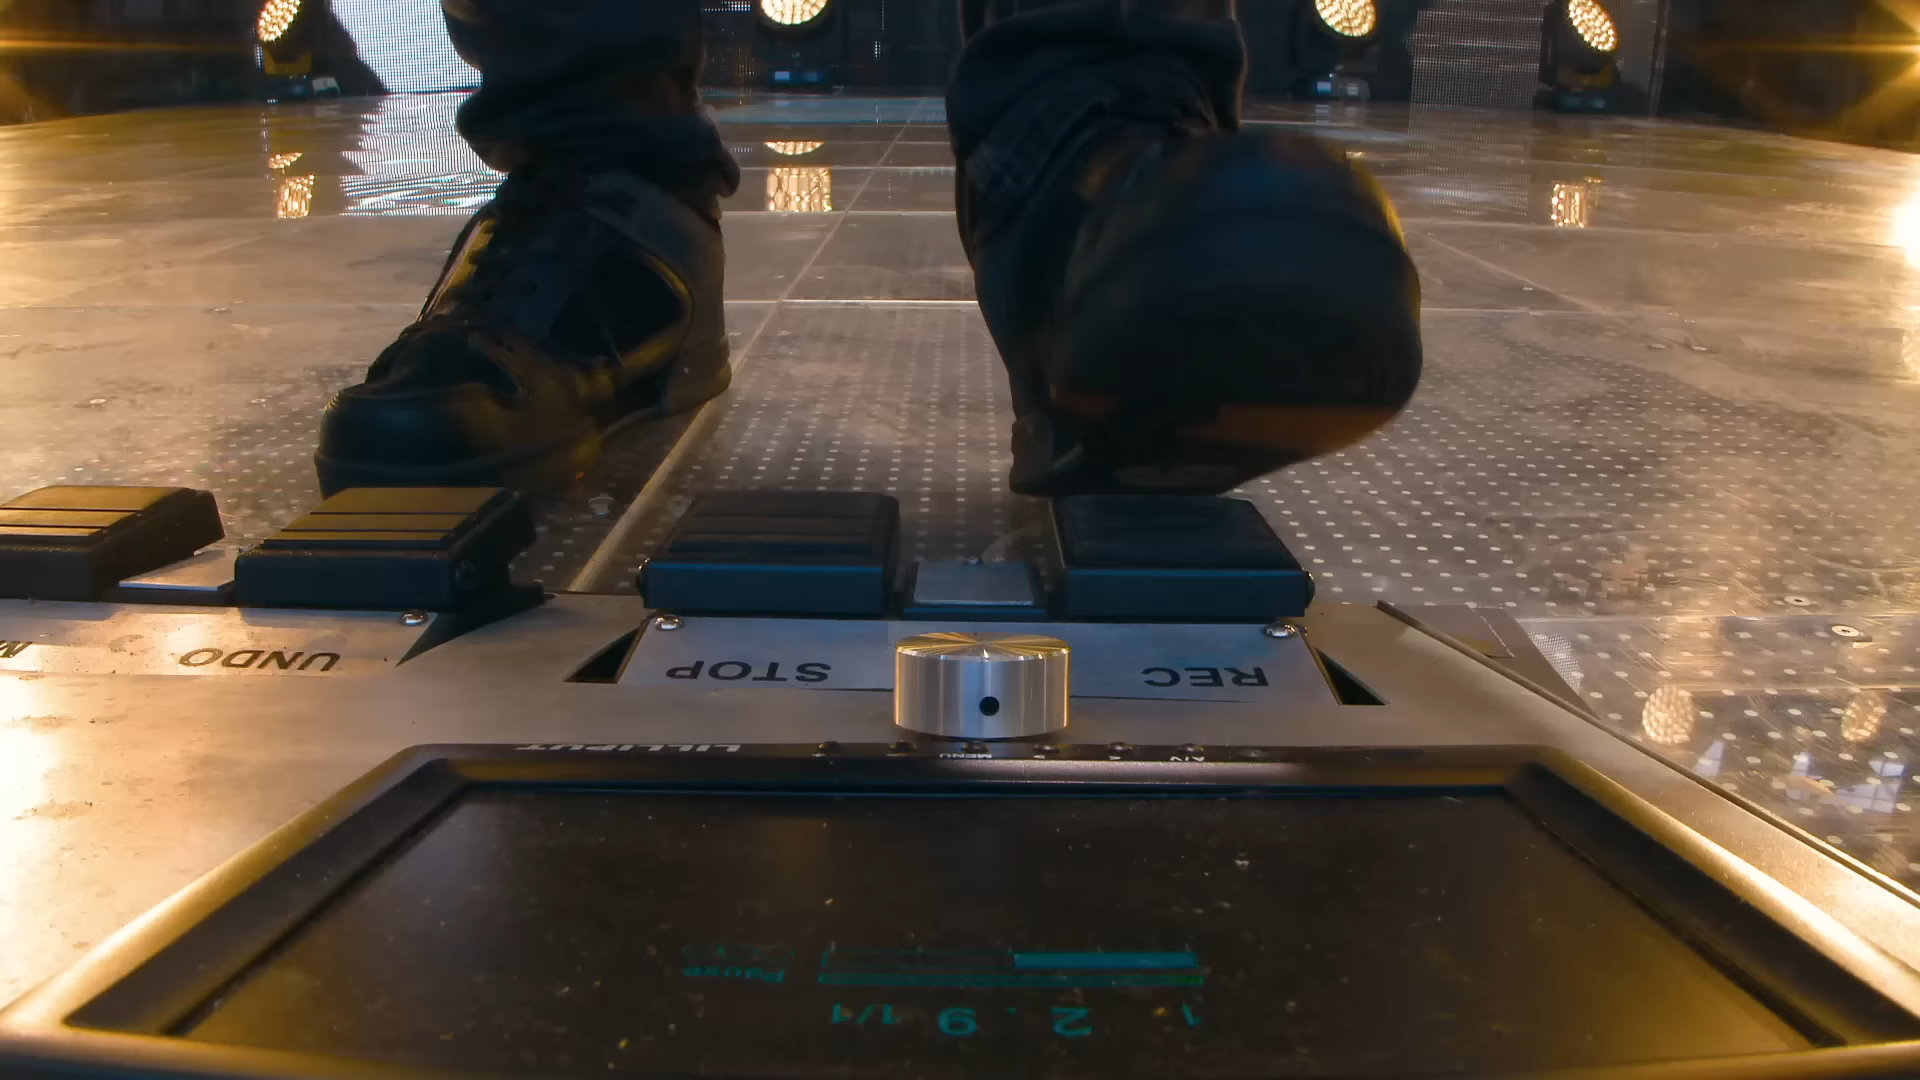 REC STOP UNDO
LILLIPUT
MENU
A/V
Pause
1. 2.9 1/1